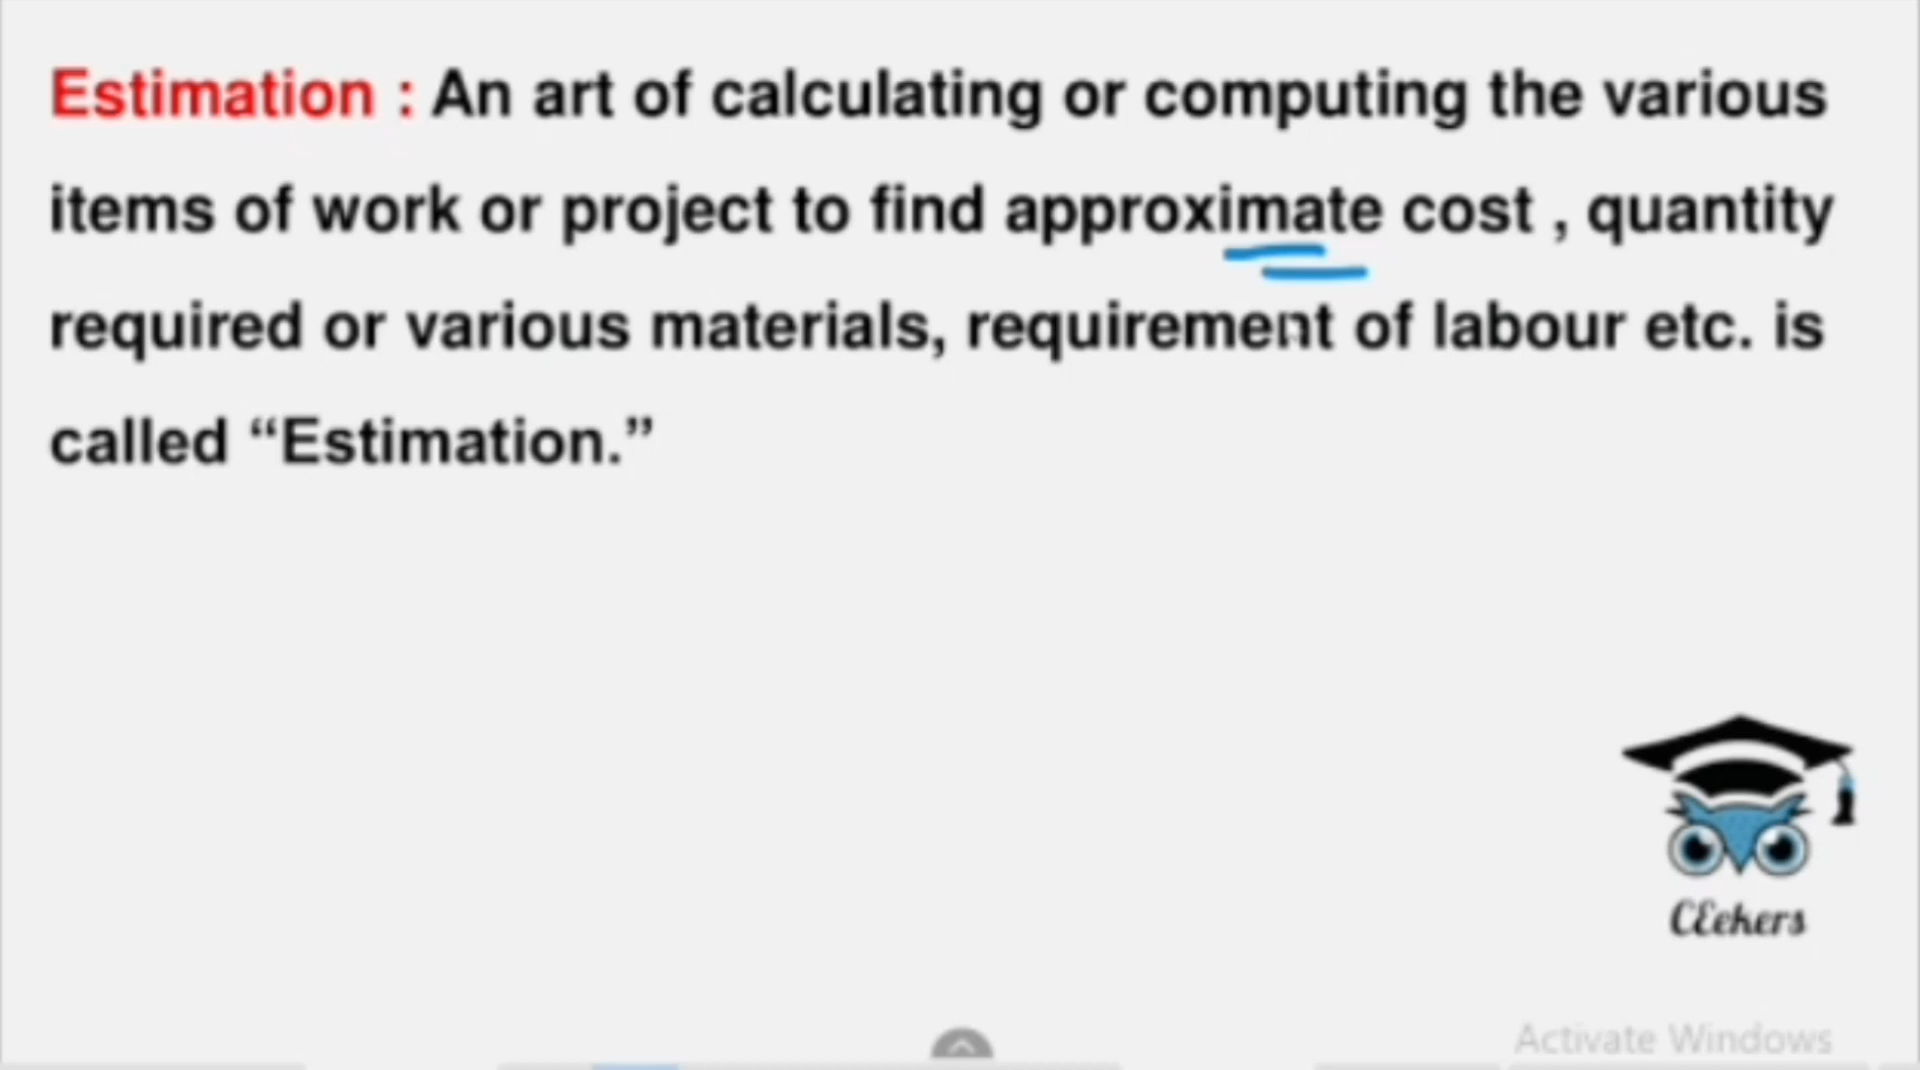 Estimation : An art of calculating or computing the various
items of work or project to find approximate cost , quantity
required or various materials, requirement of labour etc. is
called “Estimation.”
CEekers
Activate Windows